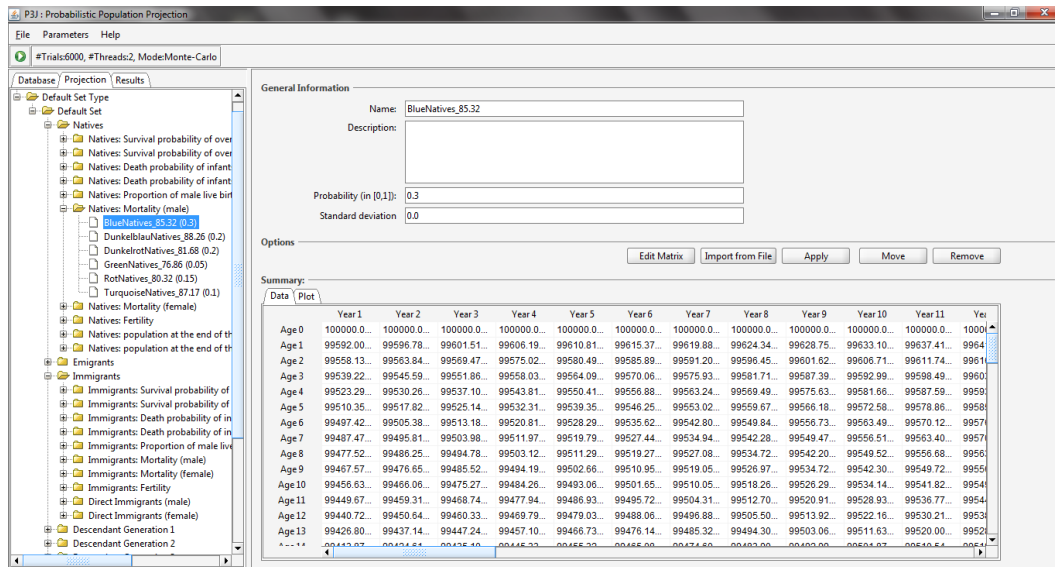 P3J : Probabilistic Population Projection
File Parameters Help
#Trials:6000, #Threads:2, Mode:Monte-Carlo
Database Projection Results
Default Set Type
Default Set
Natives
Natives: Survival probability of over
Natives: Survival probability of over
Natives: Death probability of infant
Natives: Death probability of infant
Natives: Proportion of male live birt
Natives: Mortality (male)
BlueNatives_85.32 (0.3)
DunkelblauNatives_88.26 (0.2)
DunkelrotNatives_81.68 (0.2)
GreenNatives_76.86 (0.05)
RotNatives_80.32 (0.15)
TurquoiseNatives_87.17 (0.1)
Natives: Mortality (female)
Natives: Fertility
Natives: population at the end of th
Natives: population at the end of th
Emigrants
Immigrants
Immigrants: Survival probability of
Immigrants: Survival probability of
Immigrants: Death probability of in
Immigrants: Death probability of in
Immigrants: Proportion of male live
Immigrants: Mortality (male)
Immigrants: Mortality (female)
Immigrants: Fertility
Direct Immigrants (male)
Direct Immigrants (female)
Descendant Generation 1
Descendant Generation 2
General Information
Name: BlueNatives_85.32
Description:
Probability (in [0,1]): 0.3
Standard deviation 0.0
Options
Edit Matrix Import from File Apply Move Remove
Summary:
Data Plot
Year 1 Year 2 Year 3 Year 4 Year 5 Year 6 Year 7 Year 8 Year 9 Year 10 Year 11 Yea
Age 0 100000.0... 100000.0... 100000.0... 100000.0... 100000.0... 100000.0... 100000.0... 100000.0... 100000.0... 100000.0... 100000.0... 1000
Age 1 99592.00... 99596.78... 99601.51... 99606.19... 99610.81... 99615.37... 99619.88... 99624.34... 99628.75... 99633.10... 99637.41... 9964
Age 2 99558.13... 99563.84... 99569.47... 99575.02... 99580.49... 99585.89... 99591.20... 99596.45... 99601.62... 99606.71... 99611.74... 9961
Age 3 99539.22... 99545.59... 99551.86... 99558.03... 99564.09... 99570.06... 99575.93... 99581.71... 99587.39... 99592.99... 99598.49... 9960
Age 4 99523.29... 99530.26... 99537.10... 99543.81... 99550.41... 99556.88... 99563.24... 99569.49... 99575.63... 99581.66... 99587.59... 9959
Age 5 99510.35... 99517.82... 99525.14... 99532.31... 99539.35... 99546.25... 99553.02... 99559.67... 99566.18... 99572.58... 99578.86... 9958
Age 6 99497.42... 99505.38... 99513.18... 99520.81... 99528.29... 99535.62... 99542.80... 99549.84... 99556.73... 99563.49... 99570.12... 9957
Age 7 99487.47... 99495.81... 99503.98... 99511.97... 99519.79... 99527.44... 99534.94... 99542.28... 99549.47... 99556.51... 99563.40... 9957
Age 8 99477.52... 99486.25... 99494.78... 99503.12... 99511.29... 99519.27... 99527.08... 99534.72... 99542.20... 99549.52... 99556.68... 9956
Age 9 99467.57... 99476.65... 99485.52... 99494.19... 99502.66... 99510.95... 99519.05... 99526.97... 99534.72... 99542.30... 99549.72... 9955
Age 10 99456.63... 99466.06... 99475.27... 99484.26... 99493.06... 99501.65... 99510.05... 99518.26... 99526.29... 99534.14... 99541.82... 9954
Age 11 99449.67... 99459.31... 99468.74... 99477.94... 99486.93... 99495.72... 99504.31... 99512.70... 99520.91... 99528.93... 99536.77... 9954
Age 12 99440.72... 99450.64... 99460.33... 99469.79... 99479.03... 99488.06... 99496.88... 99505.50... 99513.92... 99522.16... 99530.21... 9953
Age 13 99426.80... 99437.14... 99447.24... 99457.10... 99466.73... 99476.14... 99485.32... 99494.30... 99503.06... 99511.63... 99520.00... 9952